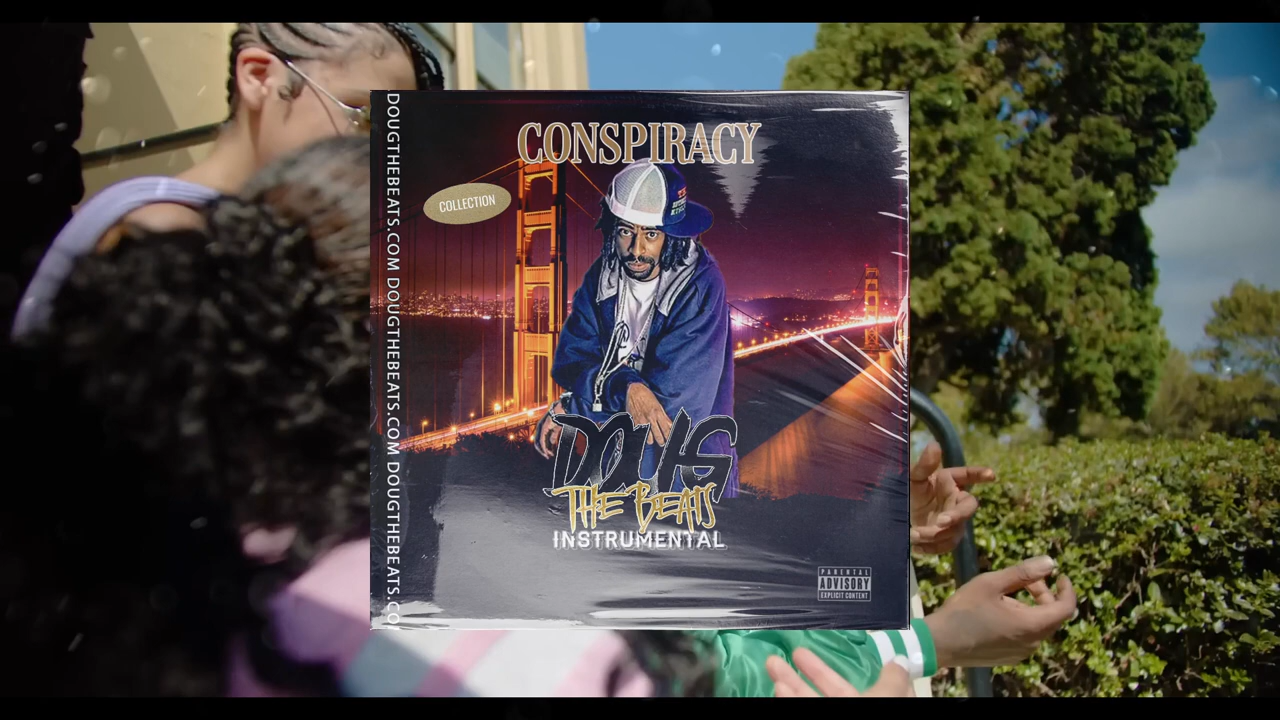 CONSPIRACY
COLLECTION
DOUGTHEBEATS.COM DOUGTHEBEATS.COM DOUGTHEBEATS.CO
DOUG
THE BEATS
INSTRUMENTAL
PARENTAL
ADVISORY
EXPLICIT CONTENT